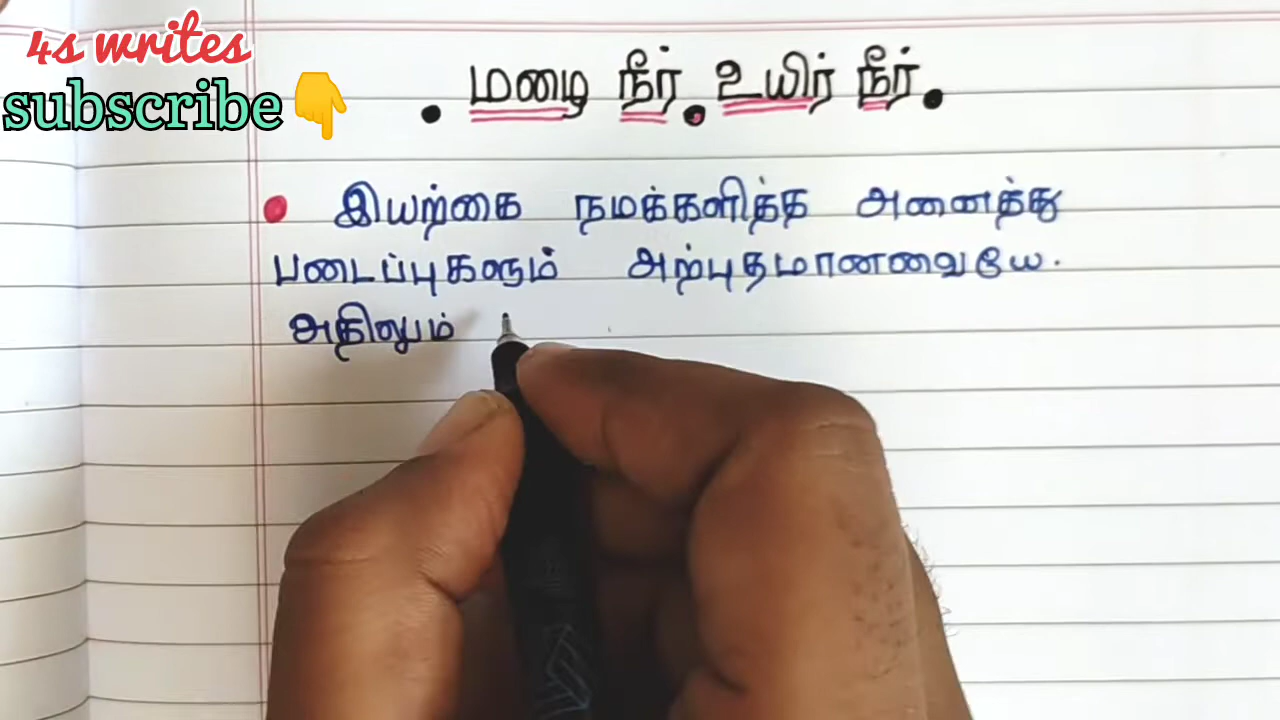 4s writes
subscribe
மழை நீர் உயிர் நீர்.
இயற்கை நமக்களித்த அனைத்து
படைப்புகளும் அற்புதமானவையே.
அதிலும்